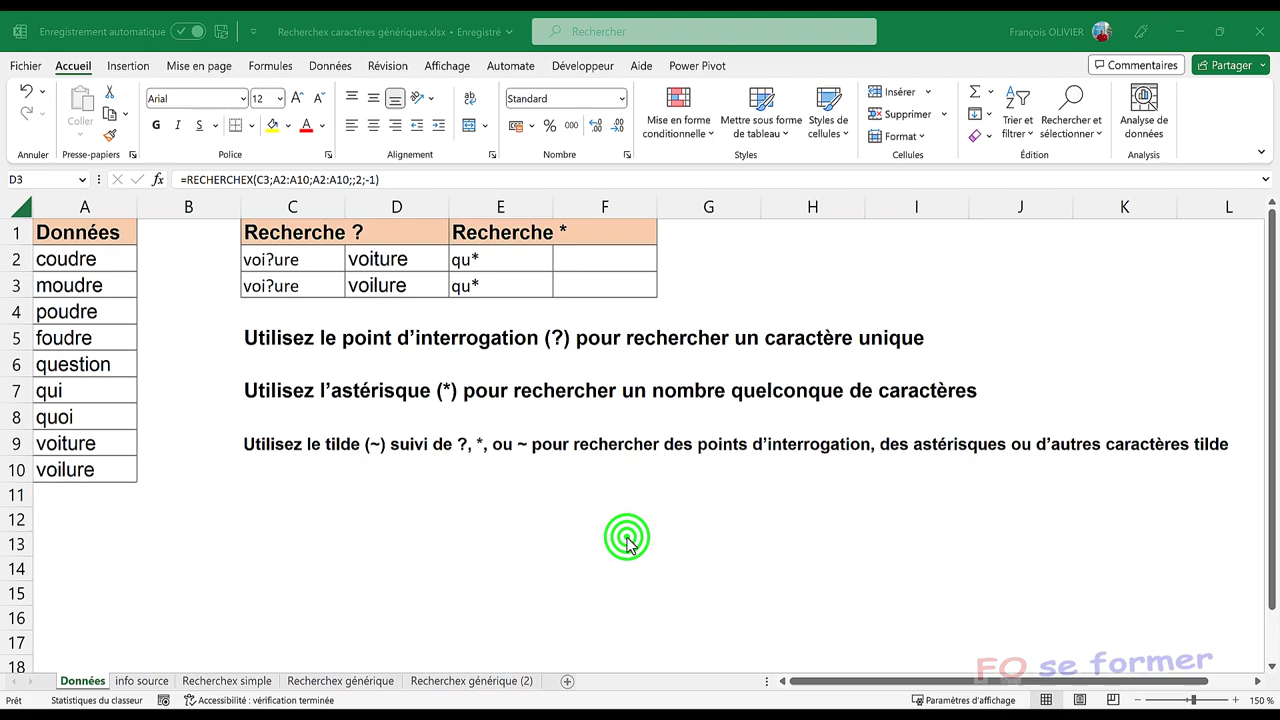 Enregistrement automatique
Recherchex caractères génériques.xlsx • Enregistré
Rechercher
François OLIVIER
Fichier Accueil Insertion Mise en page Formules Données Révision Affichage Automate Développeur Aide Power Pivot
Commentaires Partager
Coller
Arial 12
G I S A
Standard
% 000
Mise en forme conditionnelle
Mettre sous forme de tableau
Styles de cellules
Insérer
Supprimer
Format
Trier et filtrer
Rechercher et sélectionner
Analyse de données
Annuler Presse-papiers Police Alignement Nombre Styles Cellules Édition Analysis
D3 fx =RECHERCHEX(C3;A2:A10;A2:A10;;2;-1)
A B C D E F G H I J K L
1 Données Recherche ? Recherche *
2 coudre voi?ure voiture qu*
3 moudre voi?ure voilure qu*
4 poudre
5 foudre Utilisez le point d’interrogation (?) pour rechercher un caractère unique
6 question
7 qui Utilisez l’astérisque (*) pour rechercher un nombre quelconque de caractères
8 quoi
9 voiture Utilisez le tilde (~) suivi de ?, *, ou ~ pour rechercher des points d’interrogation, des astérisques ou d’autres caractères tilde
10 voilure
11
12
13
14
15
16
17
18
FO se former
Données info source Recherchex simple Recherchex générique Recherchex générique (2)
Prêt Statistiques du classeur Accessibilité : vérification terminée Paramètres d'affichage 150 %